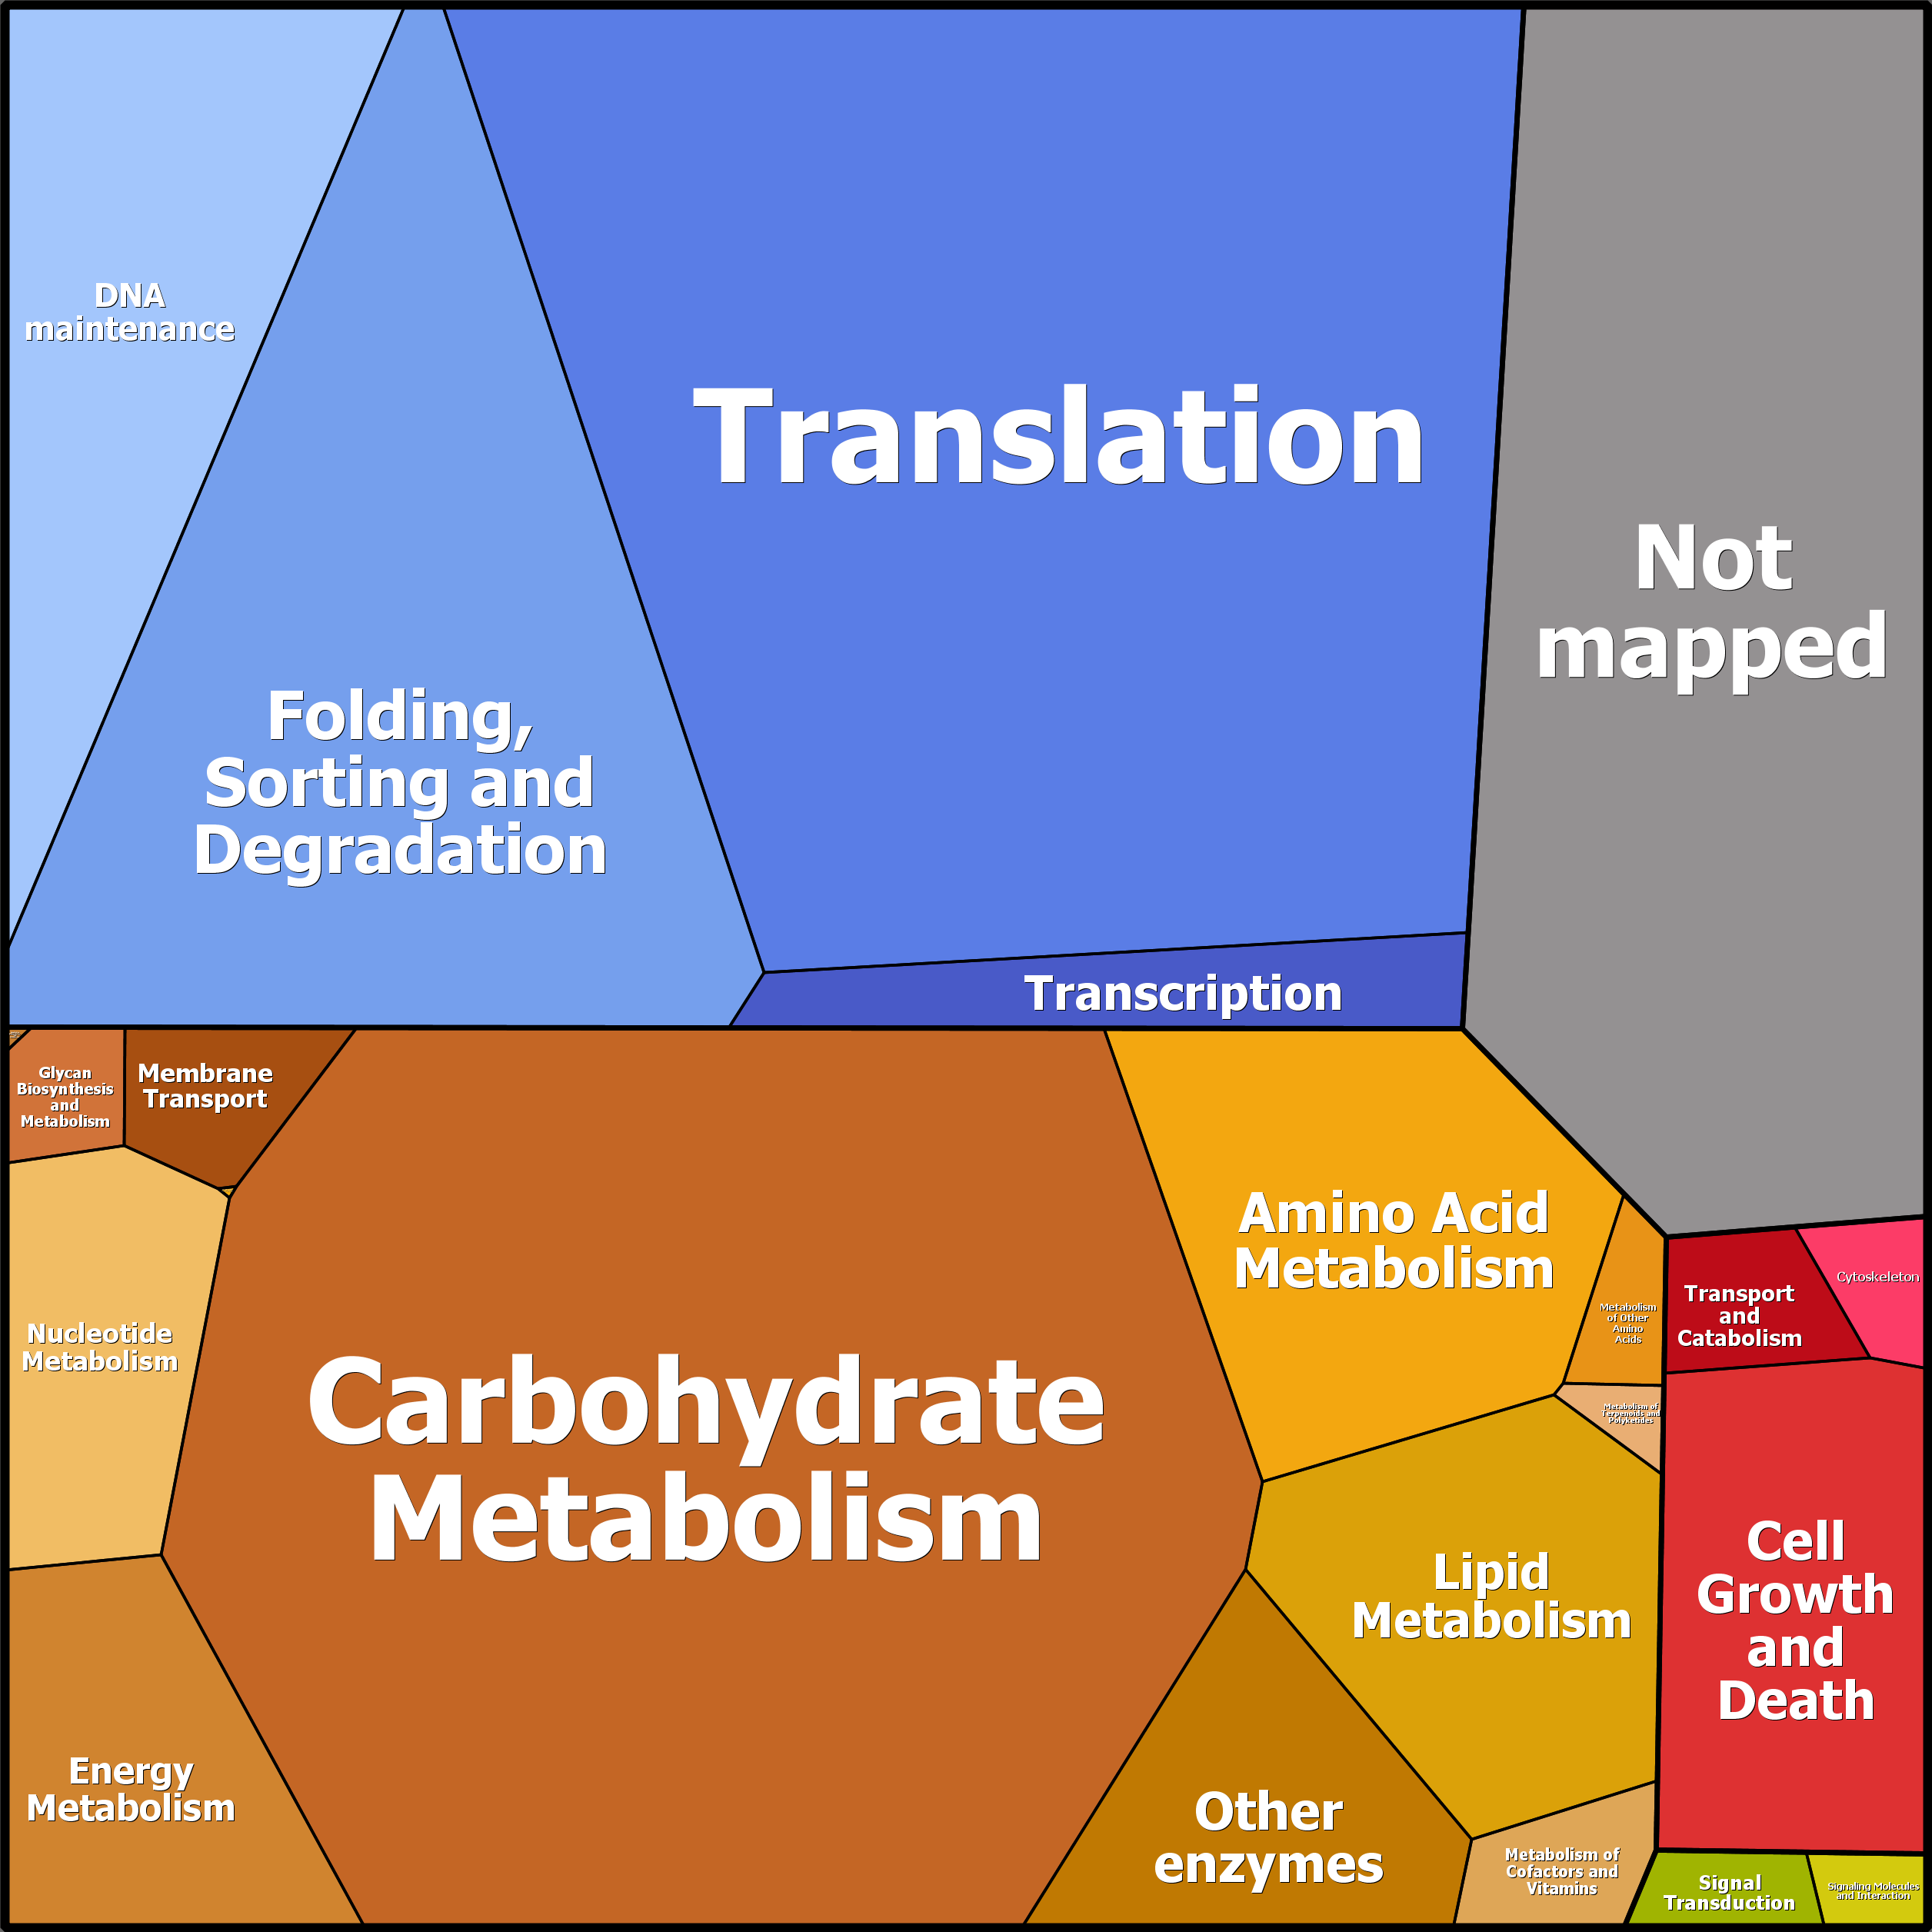 DNA
maintenance
Folding,
Sorting and
Degradation
Translation
Transcription
Not
mapped
Glycan
Biosynthesis
and
Metabolism
Membrane
Transport
Nucleotide
Metabolism
Energy
Metabolism
Carbohydrate
Metabolism
Amino Acid
Metabolism
Metabolism
of Other
Amino
Acids
Metabolism of
Terpenoids and
Polyketides
Lipid
Metabolism
Other
enzymes
Metabolism of
Cofactors and
Vitamins
Transport
and
Catabolism
Cytoskeleton
Cell
Growth
and
Death
Signal
Transduction
Signaling Molecules
and Interaction